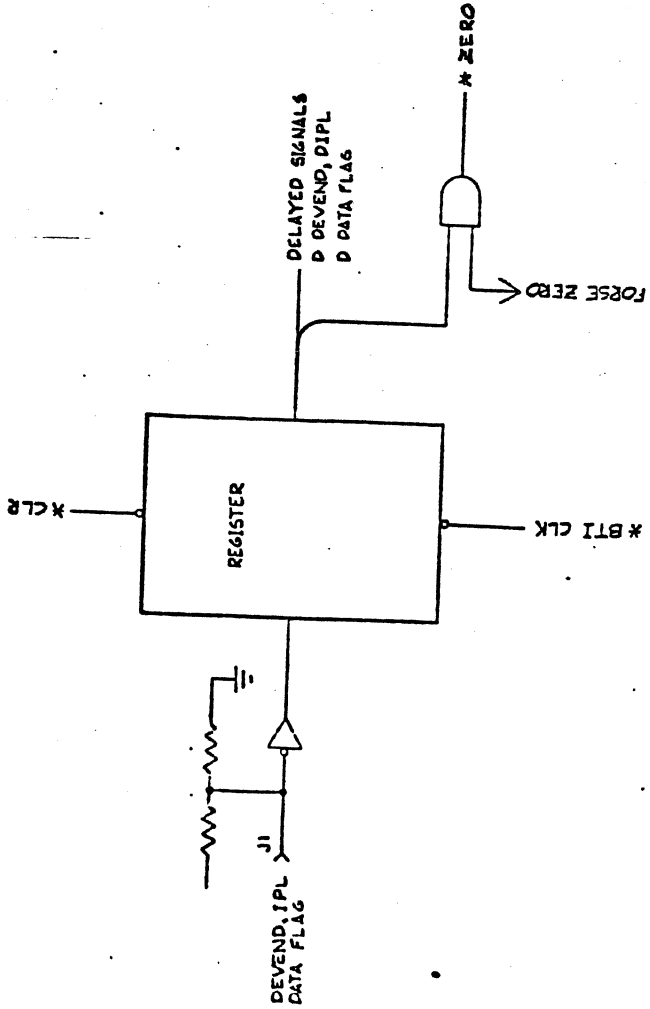 * CLR
DEVEND, IPL
DATA FLAG
J1
REGISTER
DELAYED SIGNALS
D DEVEND, DIPL
D DATA FLAG
* BTI CLK
FORSE ZERO
* ZERO